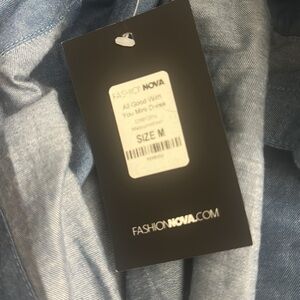 FASHION NOVA
All Good With
You Mini Dress
SIZE M
FASHIONNOVA.COM